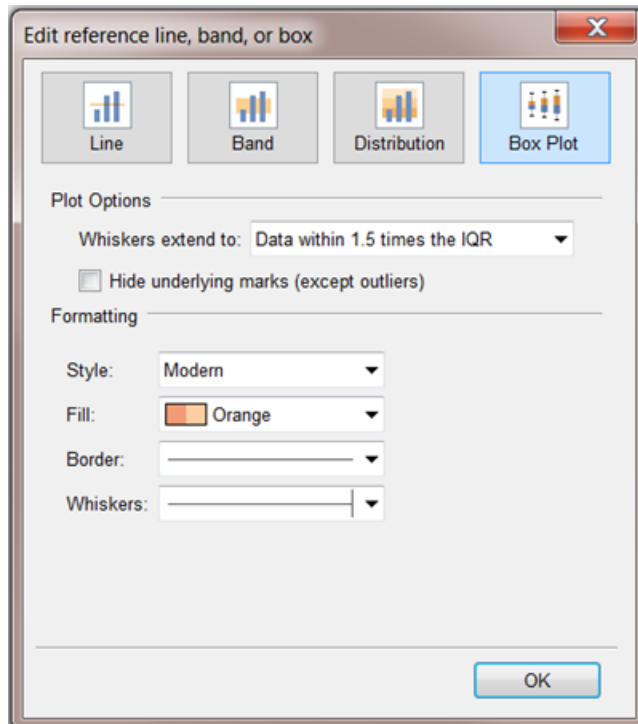 Edit reference line, band, or box
Line Band Distribution Box Plot
Plot Options
Whiskers extend to: Data within 1.5 times the IQR
Hide underlying marks (except outliers)
Formatting
Style: Modern
Fill: Orange
Border:
Whiskers:
OK